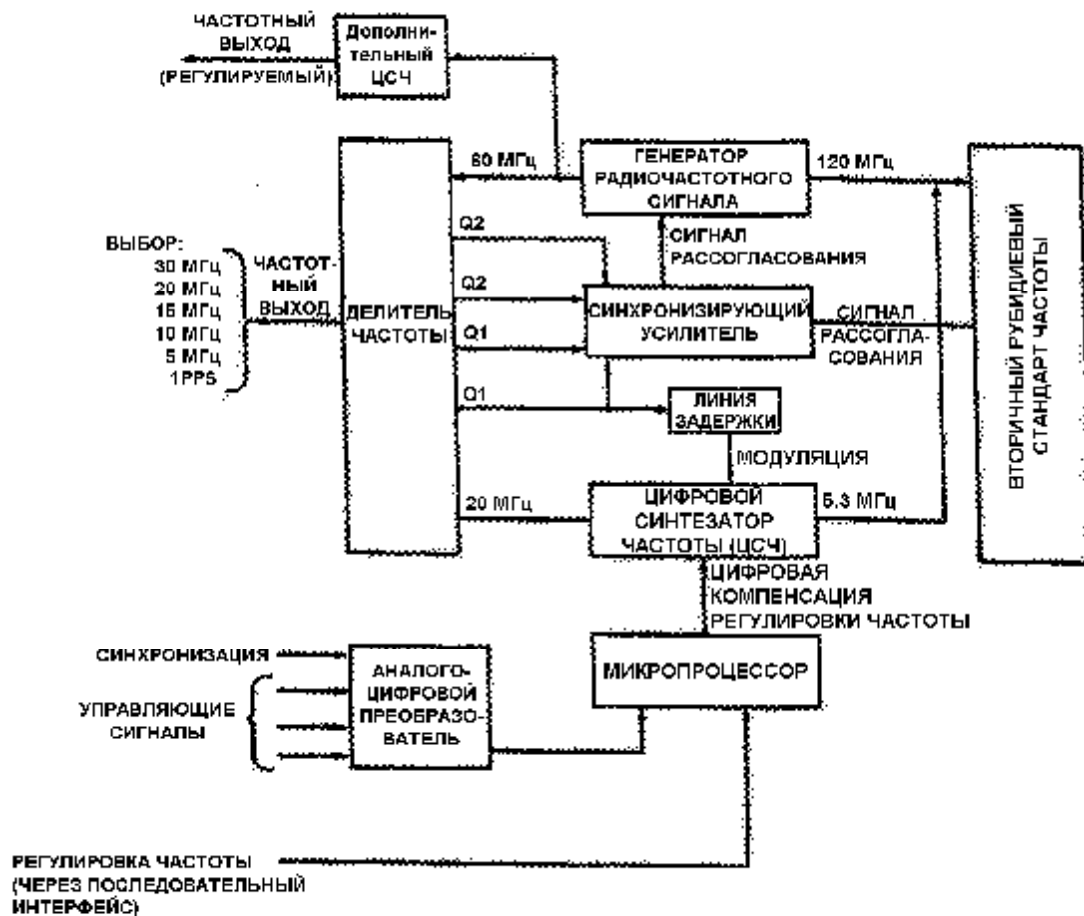 ЧАСТОТНЫЙ
ВЫХОД
(РЕГУЛИРУЕМЫЙ)
Дополни-
тельный
ЦСЧ
60 МГц
ГЕНЕРАТОР
РАДИОЧАСТОТНОГО
СИГНАЛА
120 МГц
Q2
СИГНАЛ
РАССОГЛАСОВАНИЯ
ВЫБОР:
30 МГц
20 МГц
15 МГц
10 МГц
5 МГц
1PPS
ЧАСТОТ-
НЫЙ
ВЫХОД
ДЕЛИТЕЛЬ
ЧАСТОТЫ
Q2
Q1
СИНХРОНИЗИРУЮЩИЙ
УСИЛИТЕЛЬ
СИГНАЛ
РАССОГЛА-
СОВАНИЯ
ВТОРИЧНЫЙ РУБИДИЕВЫЙ
СТАНДАРТ ЧАСТОТЫ
Q1
ЛИНИЯ
ЗАДЕРЖКИ
МОДУЛЯЦИЯ
20 МГц
ЦИФРОВОЙ
СИНТЕЗАТОР
ЧАСТОТЫ (ЦСЧ)
5.3 МГц
ЦИФРОВАЯ
КОМПЕНСАЦИЯ
РЕГУЛИРОВКИ ЧАСТОТЫ
СИНХРОНИЗАЦИЯ
УПРАВЛЯЮЩИЕ
СИГНАЛЫ
АНАЛОГО-
ЦИФРОВОЙ
ПРЕОБРАЗО-
ВАТЕЛЬ
МИКРОПРОЦЕССОР
РЕГУЛИРОВКА ЧАСТОТЫ
(ЧЕРЕЗ ПОСЛЕДОВАТЕЛЬНЫЙ
ИНТЕРФЕЙС)